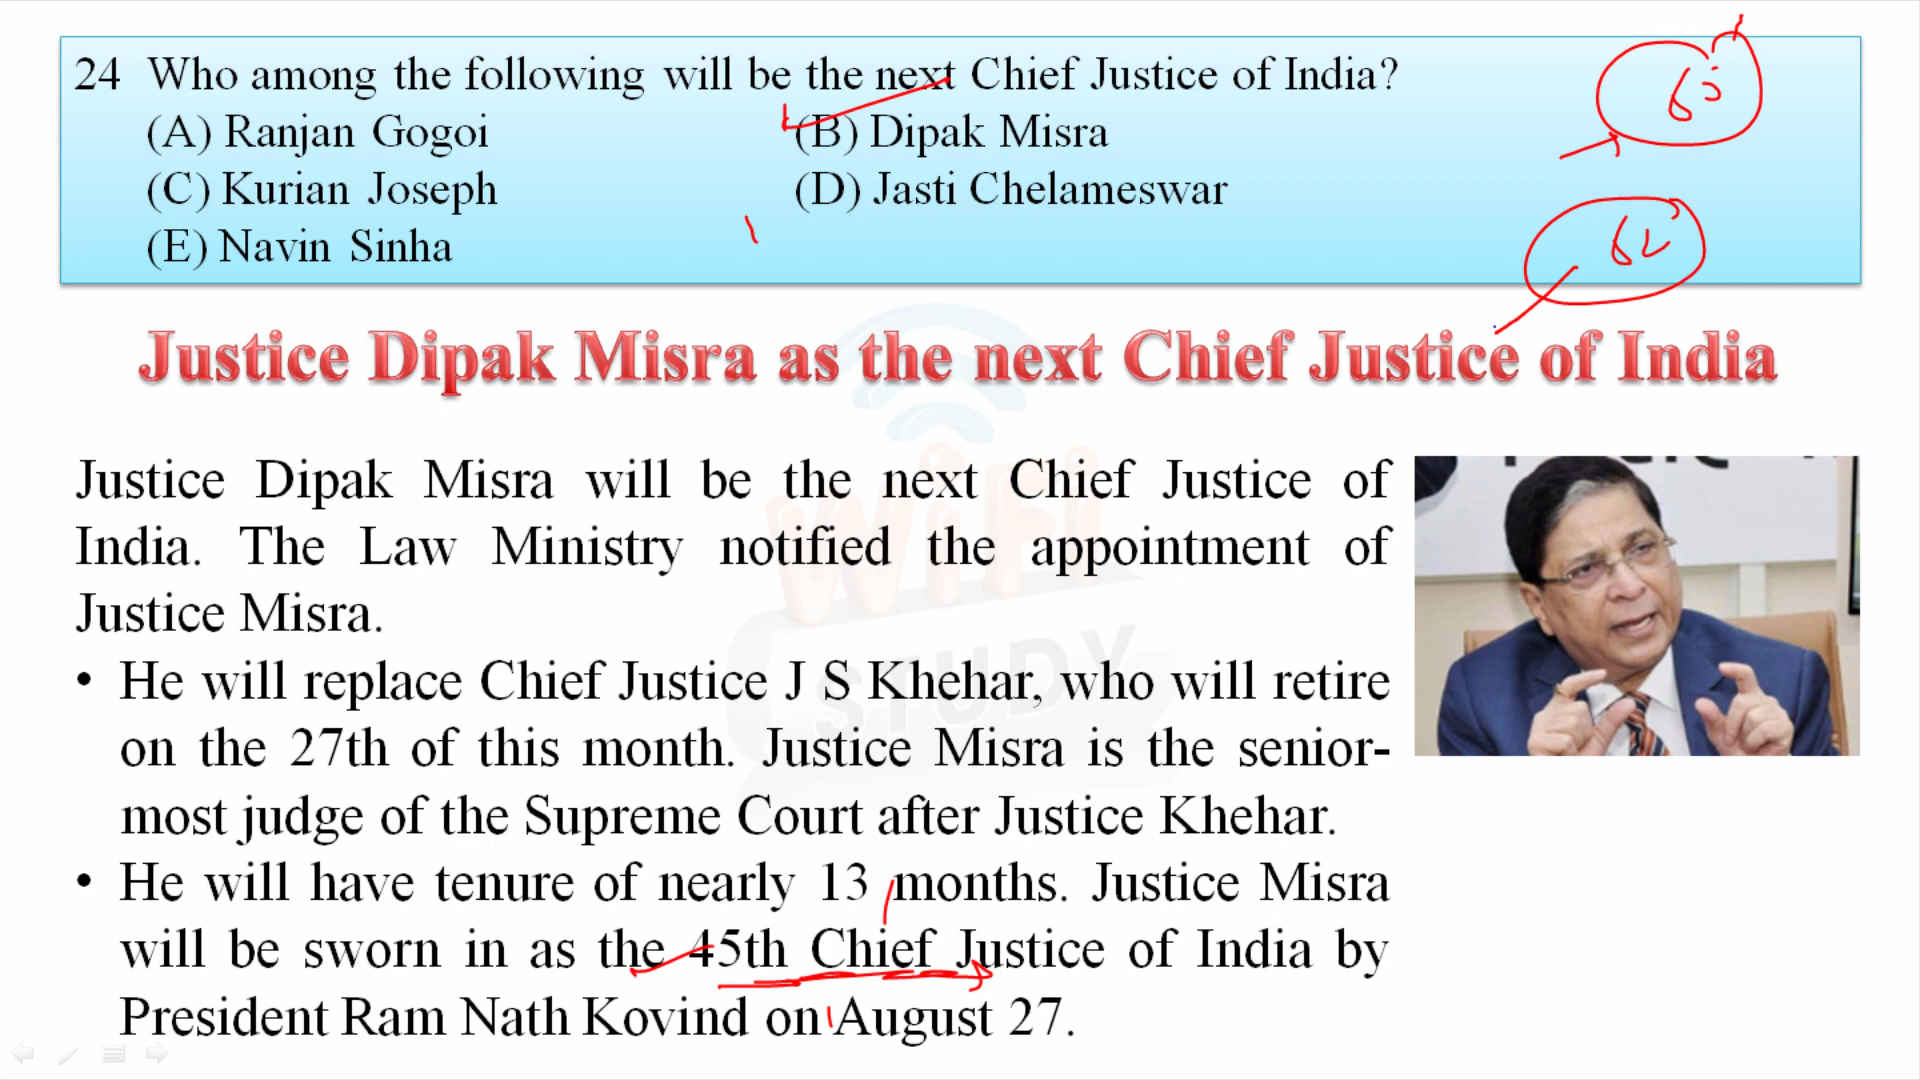 24 Who among the following will be the next Chief Justice of India?
(A) Ranjan Gogoi (B) Dipak Misra
(C) Kurian Joseph (D) Jasti Chelameswar
(E) Navin Sinha
65
62
Justice Dipak Misra as the next Chief Justice of India
Justice Dipak Misra will be the next Chief Justice of
India. The Law Ministry notified the appointment of
Justice Misra.
• He will replace Chief Justice J S Khehar, who will retire
on the 27th of this month. Justice Misra is the senior-
most judge of the Supreme Court after Justice Khehar.
• He will have tenure of nearly 13 months. Justice Misra
will be sworn in as the 45th Chief Justice of India by
President Ram Nath Kovind on August 27.
WiFi
STUDY